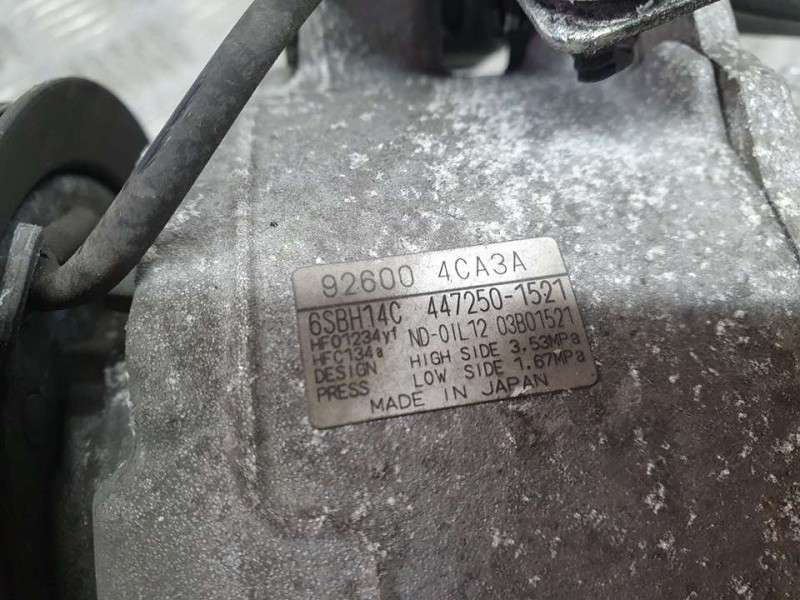 92600 4CA3A
6SBH14C 447250-1521
HFO1234yf ND-OIL12 03B01521
HFC134a
DESIGN HIGH SIDE 3.53MPa
PRESS LOW SIDE 1.67MPa
MADE IN JAPAN